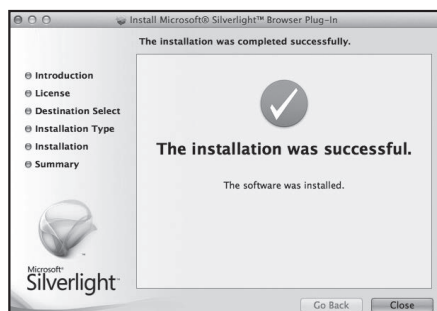 Install Microsoft® Silverlight™ Browser Plug-In
The installation was completed successfully.
Introduction
License
Destination Select
Installation Type
Installation
Summary
The installation was successful.
The software was installed.
Microsoft®
Silverlight™
Go Back
Close